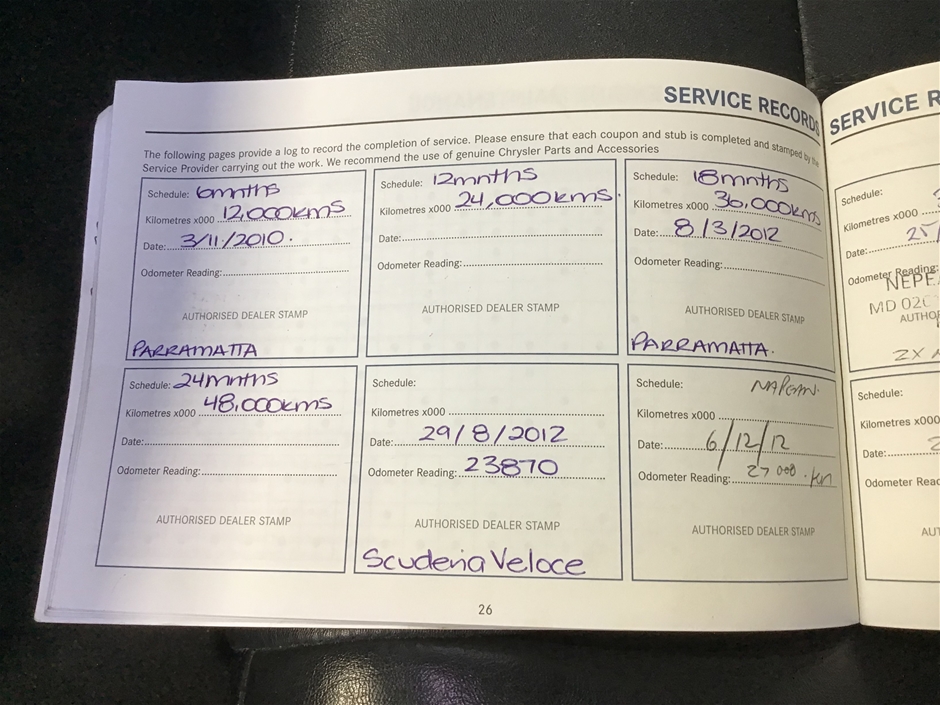 SERVICE RECORDS
The following pages provide a log to record the completion of service. Please ensure that each coupon and stub is completed and stamped by the
Service Provider carrying out the work. We recommend the use of genuine Chrysler Parts and Accessories
Schedule: 6mnths
Kilometres x000 12,000kms
Date: 3/11/2010.
Odometer Reading:
AUTHORISED DEALER STAMP
PARRAMATTA
Schedule: 12mnths
Kilometres x000 24,000kms.
Date:
Odometer Reading:
AUTHORISED DEALER STAMP
Schedule: 18mnths
Kilometres x000 36,000kms
Date: 8/3/2012
Odometer Reading:
AUTHORISED DEALER STAMP
PARRAMATTA.
Schedule: 24mnths
Kilometres x000 48,000kms
Date:
Odometer Reading:
AUTHORISED DEALER STAMP
Schedule:
Kilometres x000
Date: 29/8/2012
Odometer Reading: 23870
AUTHORISED DEALER STAMP
Scuderia Veloce
Schedule:
Kilometres x000
Date: 6/12/12
Odometer Reading: 27000.km
AUTHORISED DEALER STAMP
26
SERVICE R
Schedule:
Kilometres x000
Date: 25/
Odometer Reading:
NEPE
MD 02
AUTHOR
Schedule:
Kilometres x000
Date:
Odometer Read
AUT